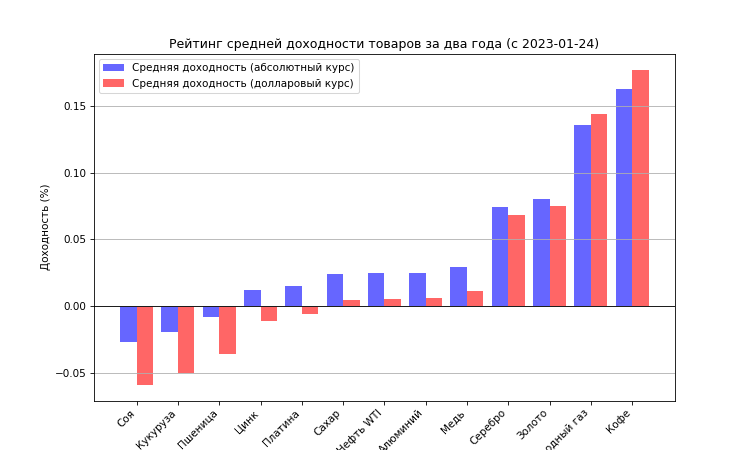 Рейтинг средней доходности товаров за два года (с 2023-01-24)
Средняя доходность (абсолютный курс)
Средняя доходность (долларовый курс)
Доходность (%)
0.15
0.10
0.05
0.00
−0.05
Соя
Кукуруза
Пшеница
Цинк
Платина
Сахар
Нефть WTI
Алюминий
Медь
Серебро
Золото
одный газ
Кофе